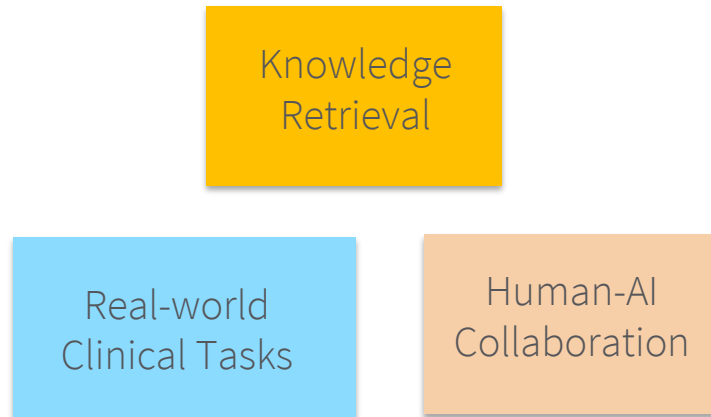 Knowledge
Retrieval
Real-world
Clinical Tasks
Human-AI
Collaboration